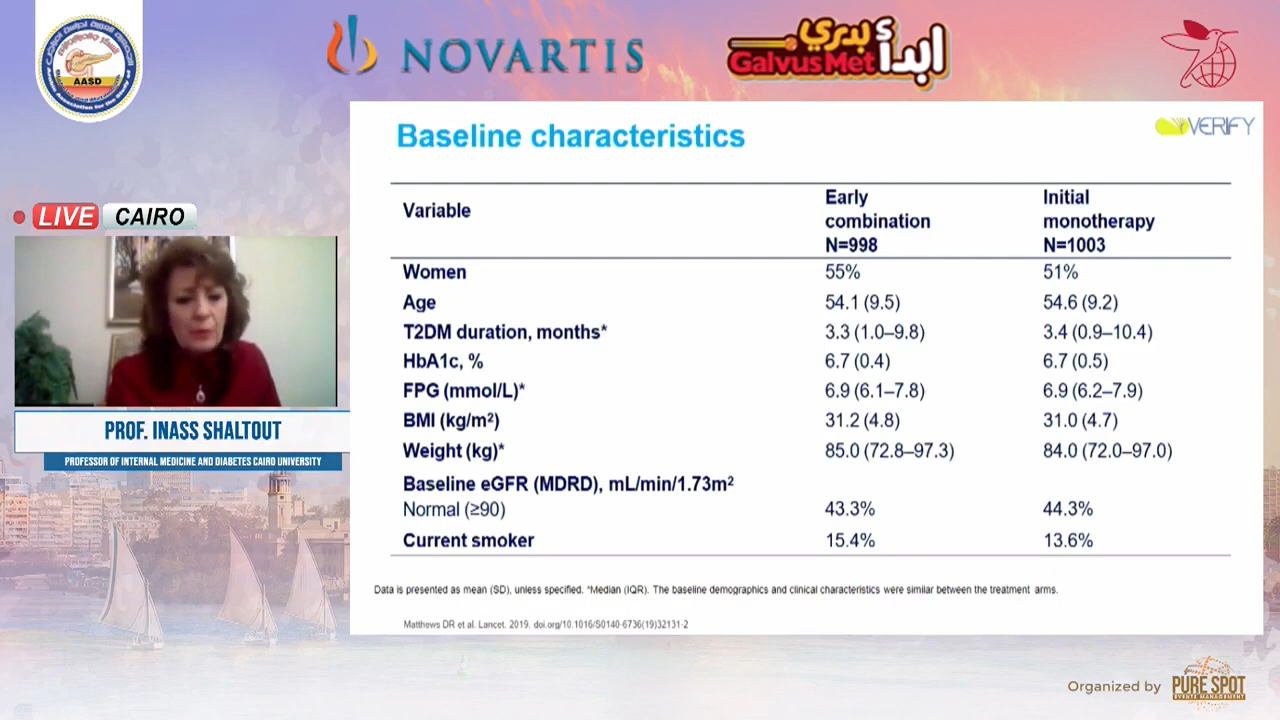 AASD
NOVARTIS
ابدأ بدري
GalvusMet
VERIFY
Baseline characteristics
Variable
Early combination N=998
Initial monotherapy N=1003
Women 55% 51%
Age 54.1 (9.5) 54.6 (9.2)
T2DM duration, months* 3.3 (1.0–9.8) 3.4 (0.9–10.4)
HbA1c, % 6.7 (0.4) 6.7 (0.5)
FPG (mmol/L)* 6.9 (6.1–7.8) 6.9 (6.2–7.9)
BMI (kg/m²) 31.2 (4.8) 31.0 (4.7)
Weight (kg)* 85.0 (72.8–97.3) 84.0 (72.0–97.0)
Baseline eGFR (MDRD), mL/min/1.73m²
Normal (≥90) 43.3% 44.3%
Current smoker 15.4% 13.6%
Data is presented as mean (SD), unless specified. *Median (IQR). The baseline demographics and clinical characteristics were similar between the treatment arms.
Matthews DR et al. Lancet. 2019. doi.org/10.1016/S0140-6736(19)32131-2
LIVE CAIRO
PROF. INASS SHALTOUT
PROFESSOR OF INTERNAL MEDICINE AND DIABETES CAIRO UNIVERSITY
Organized by PURE SPOT
EVENTS MANAGEMENT